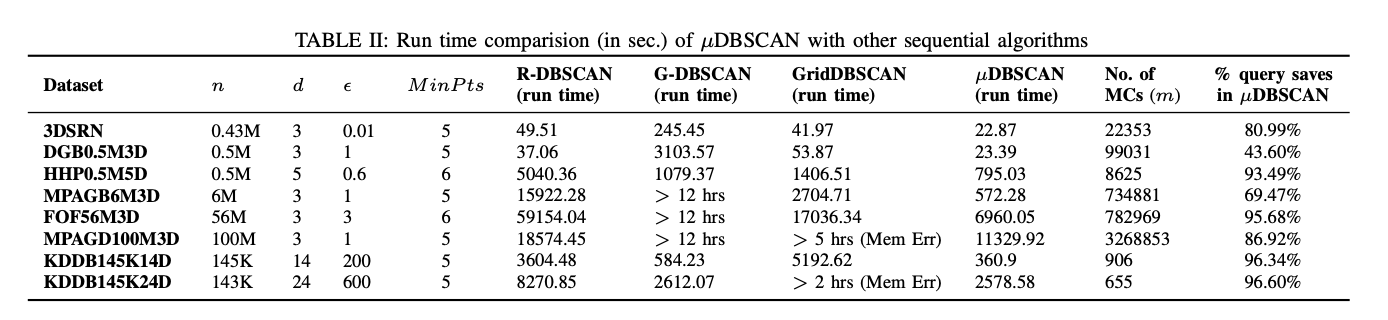 TABLE II: Run time comparision (in sec.) of μDBSCAN with other sequential algorithms
Dataset n d ϵ MinPts R-DBSCAN (run time) G-DBSCAN (run time) GridDBSCAN (run time) μDBSCAN (run time) No. of MCs (m) % query saves in μDBSCAN
3DSRN 0.43M 3 0.01 5 49.51 245.45 41.97 22.87 22353 80.99%
DGB0.5M3D 0.5M 3 1 5 37.06 3103.57 53.87 23.39 99031 43.60%
HHP0.5M5D 0.5M 5 0.6 6 5040.36 1079.37 1406.51 795.03 8625 93.49%
MPAGB6M3D 6M 3 1 5 15922.28 > 12 hrs 2704.71 572.28 734881 69.47%
FOF56M3D 56M 3 3 6 59154.04 > 12 hrs 17036.34 6960.05 782969 95.68%
MPAGD100M3D 100M 3 1 5 18574.45 > 12 hrs > 5 hrs (Mem Err) 11329.92 3268853 86.92%
KDDB145K14D 145K 14 200 5 3604.48 584.23 5192.62 360.9 906 96.34%
KDDB145K24D 143K 24 600 5 8270.85 2612.07 > 2 hrs (Mem Err) 2578.58 655 96.60%